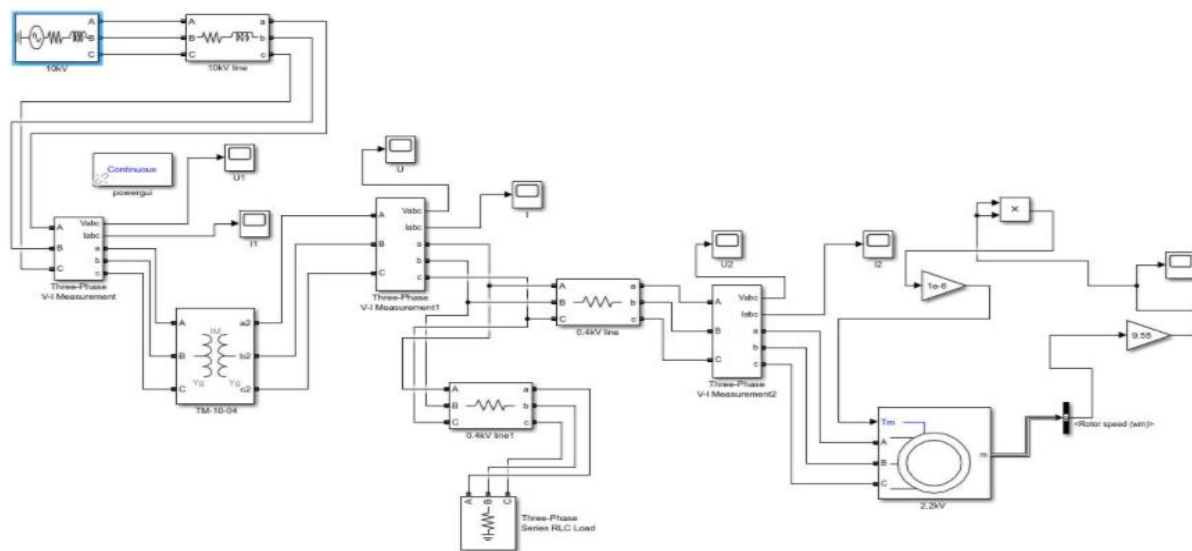 A
B
C
10kV
A
B
C
a
b
c
10kV line
Continuous
powergui
U1
I1
A
B
C
Vabc
Iabc
a
b
c
Three-Phase
V-I Measurement
A
B
C
a2
b2
c2
Yg
Yg
TM-10-04
U
I
A
B
C
Vabc
Iabc
a
b
c
Three-Phase
V-I Measurement1
A
B
C
a
b
c
0.4kV line
A
B
C
a
b
c
0.4kV line1
A
B
C
Three-Phase
Series RLC Load
U2
I2
A
B
C
Vabc
Iabc
a
b
c
Three-Phase
V-I Measurement2
×
1e-6
9.55
Tm
A
B
C
m
2.2kV
<Rotor speed (wm)>